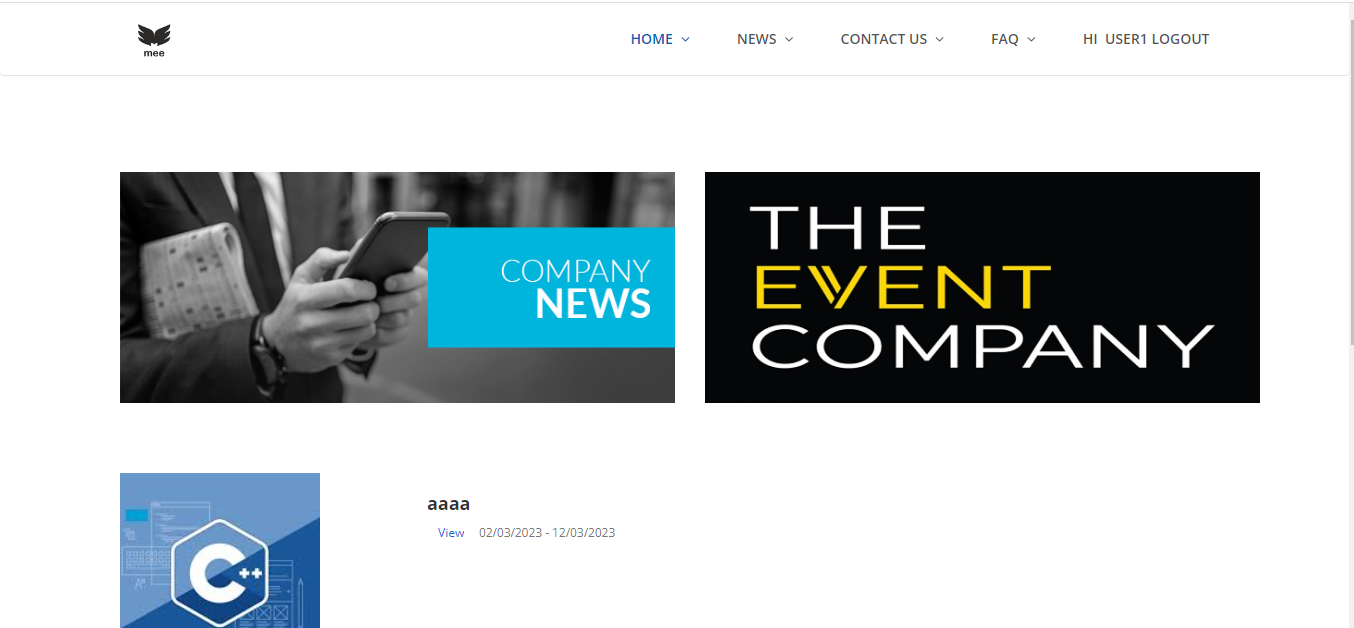 mee
HOME NEWS CONTACT US FAQ HI USER1 LOGOUT
COMPANY
NEWS
THE
EVENT
COMPANY
C++
aaaa
View 02/03/2023 - 12/03/2023